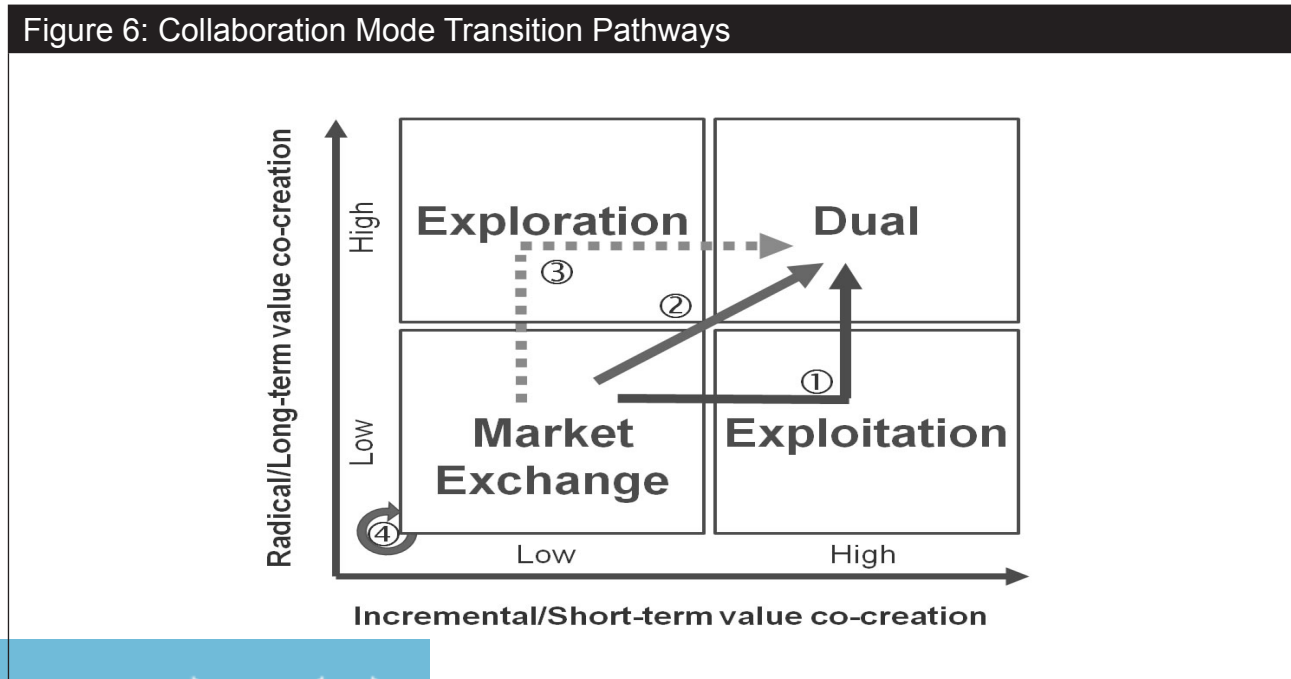 Figure 6: Collaboration Mode Transition Pathways
Radical/Long-term value co-creation
High
Low
Exploration
Dual
③
②
①
Market
Exchange
Exploitation
④
Low
High
Incremental/Short-term value co-creation